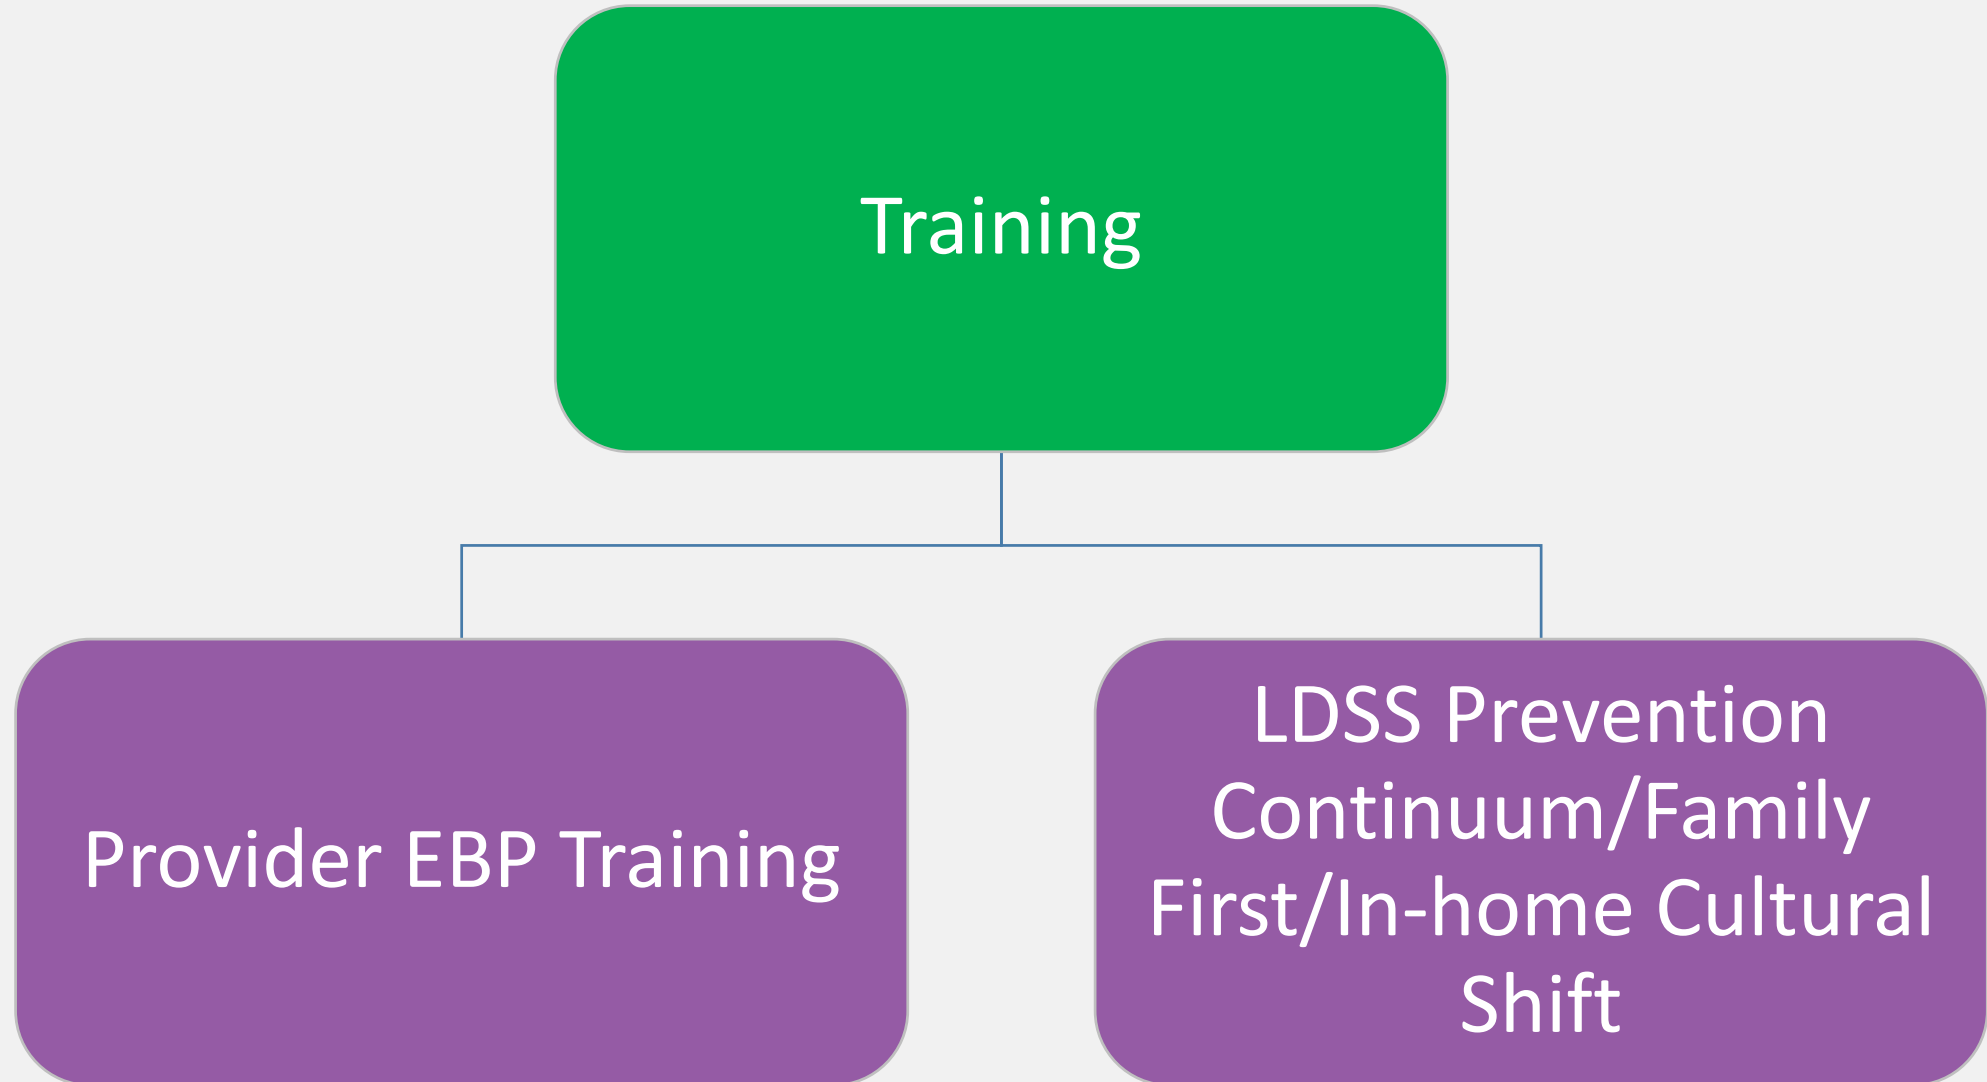 Training
Provider EBP Training
LDSS Prevention
Continuum/Family
First/In-home Cultural
Shift